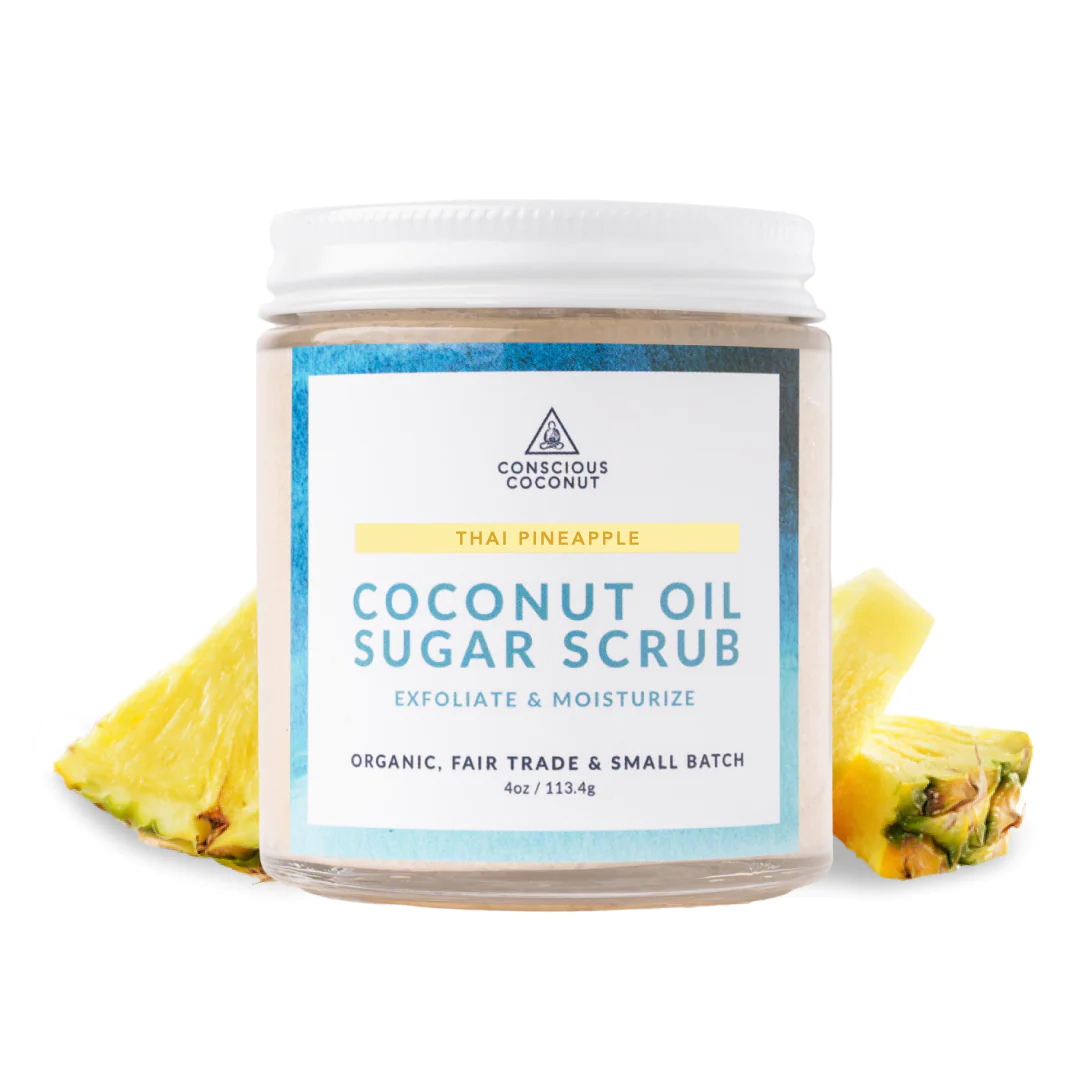 CONSCIOUS
COCONUT
THAI PINEAPPLE
COCONUT OIL
SUGAR SCRUB
EXFOLIATE & MOISTURIZE
ORGANIC, FAIR TRADE & SMALL BATCH
4oz / 113.4g